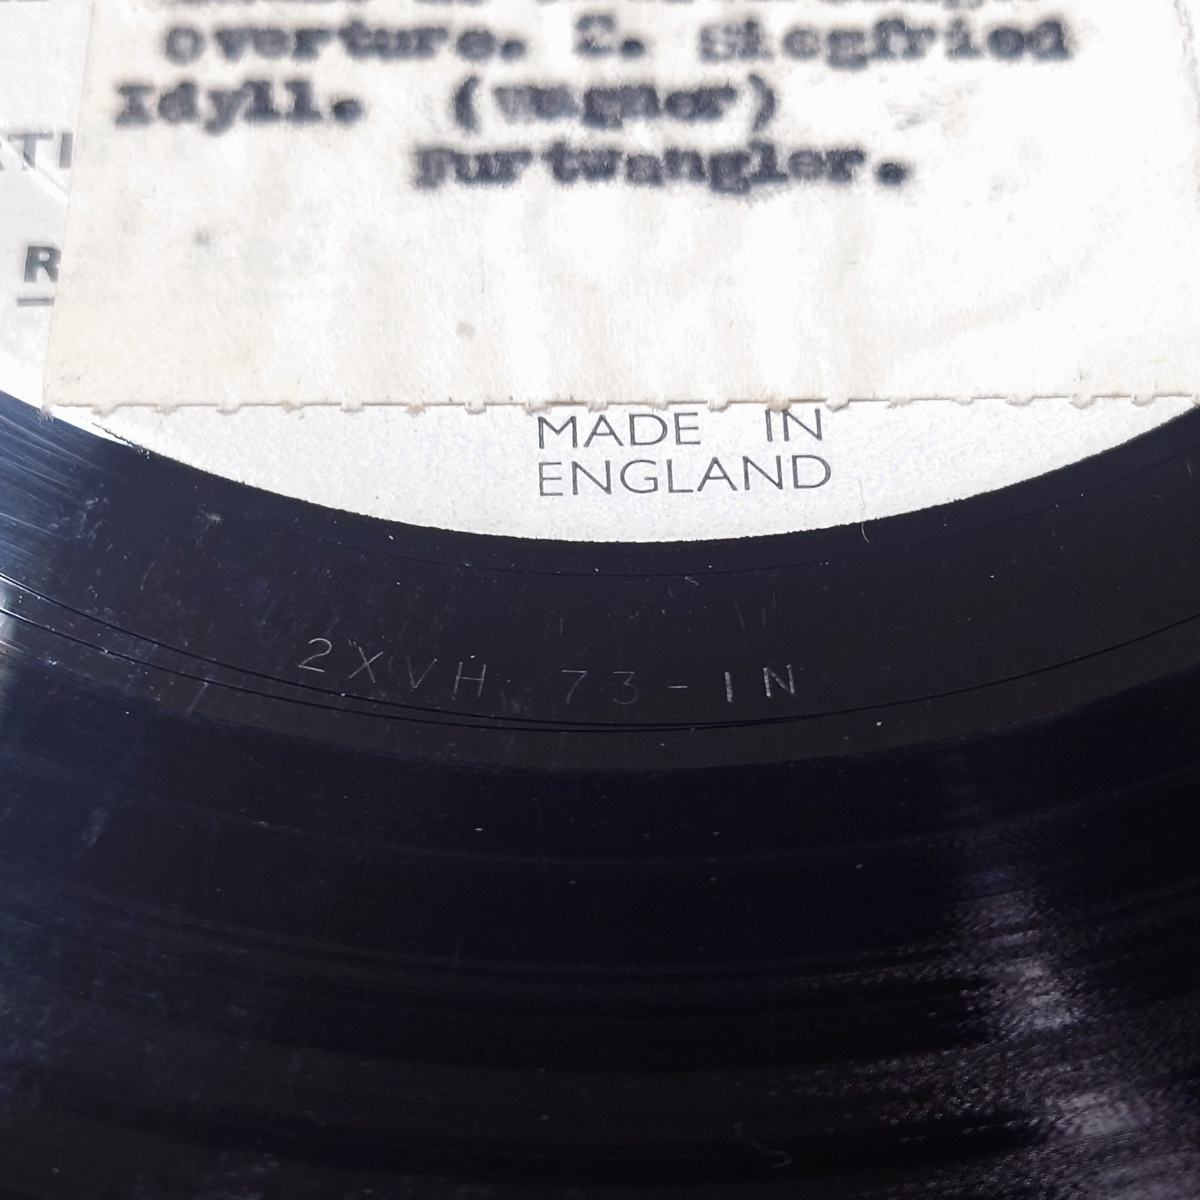 overture. 2. Siegfried
Idyll. (Wagner)
Furtwangler.
R
MADE IN
ENGLAND
2XVH 73-1N